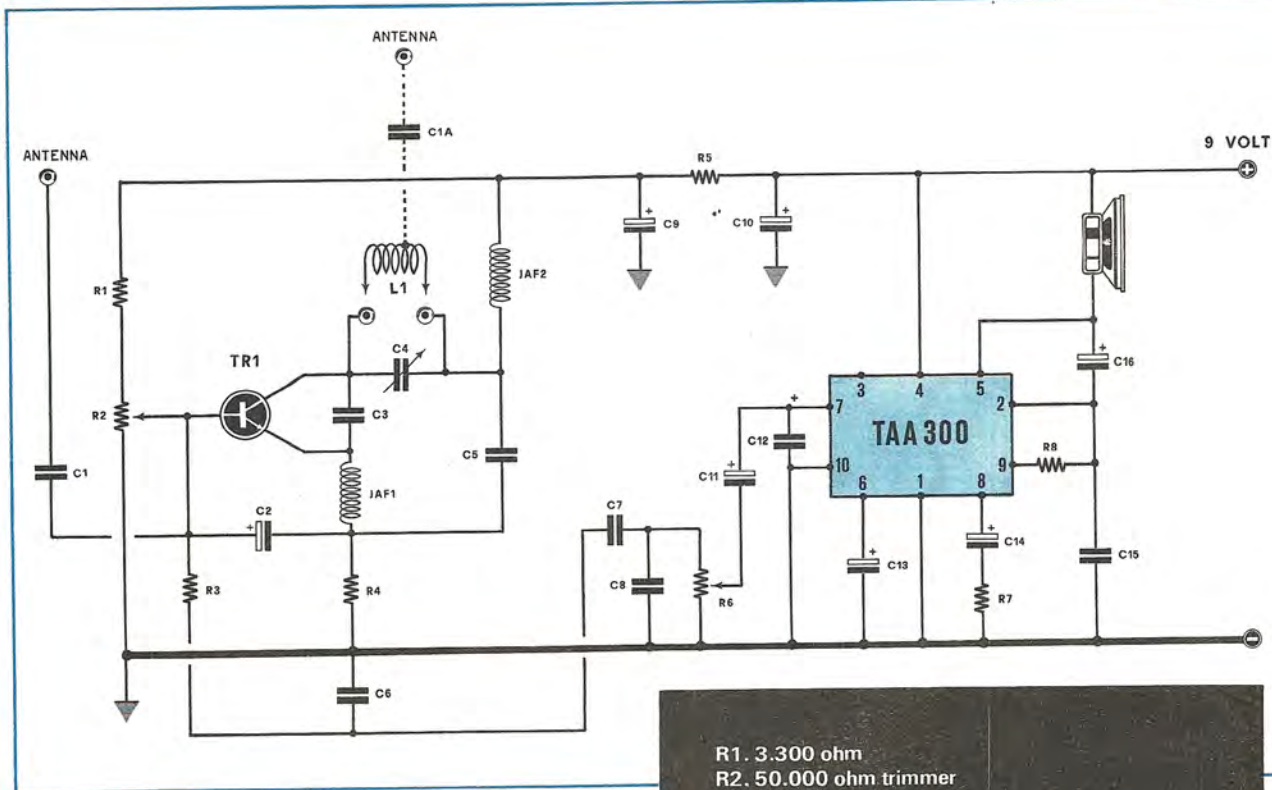 ANTENNA
C1A
ANTENNA
9 VOLT
R5
+
C9
+
C10
JAF2
L1
R1
C4
TR1
R2
C3
C5
C1
JAF1
C2
+
R3
R4
C6
C7
C8
R6
C11
+
C12
+
3
4
5
7
2
TAA 300
10
9
6
1
8
R8
+
C16
+
C13
+
C14
R7
C15
R1. 3.300 ohm
R2. 50.000 ohm trimmer